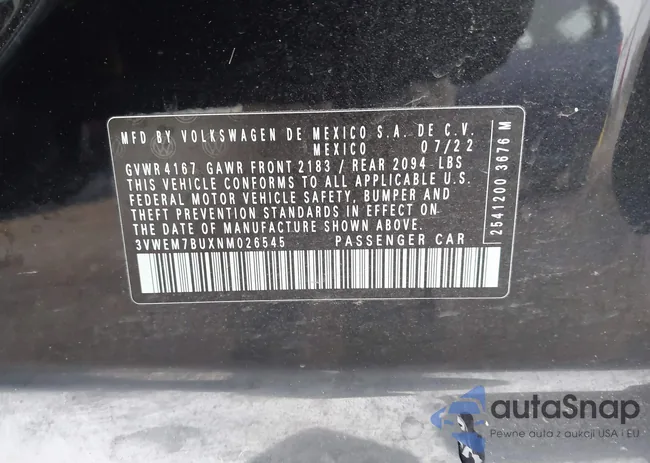 MFD BY VOLKSWAGEN DE MEXICO S.A. DE C.V.
MEXICO 07/22
GVWR 4167 GAWR FRONT 2183 / REAR 2094 LBS
THIS VEHICLE CONFORMS TO ALL APPLICABLE U.S.
FEDERAL MOTOR VEHICLE SAFETY, BUMPER AND
THEFT PREVENTION STANDARDS IN EFFECT ON
THE DATE OF MANUFACTURE SHOWN ABOVE.
3VWEM7BUXNM026545 PASSENGER CAR
2541200 3676 M
autaSnap
Pewne auta z aukcji USA i EU